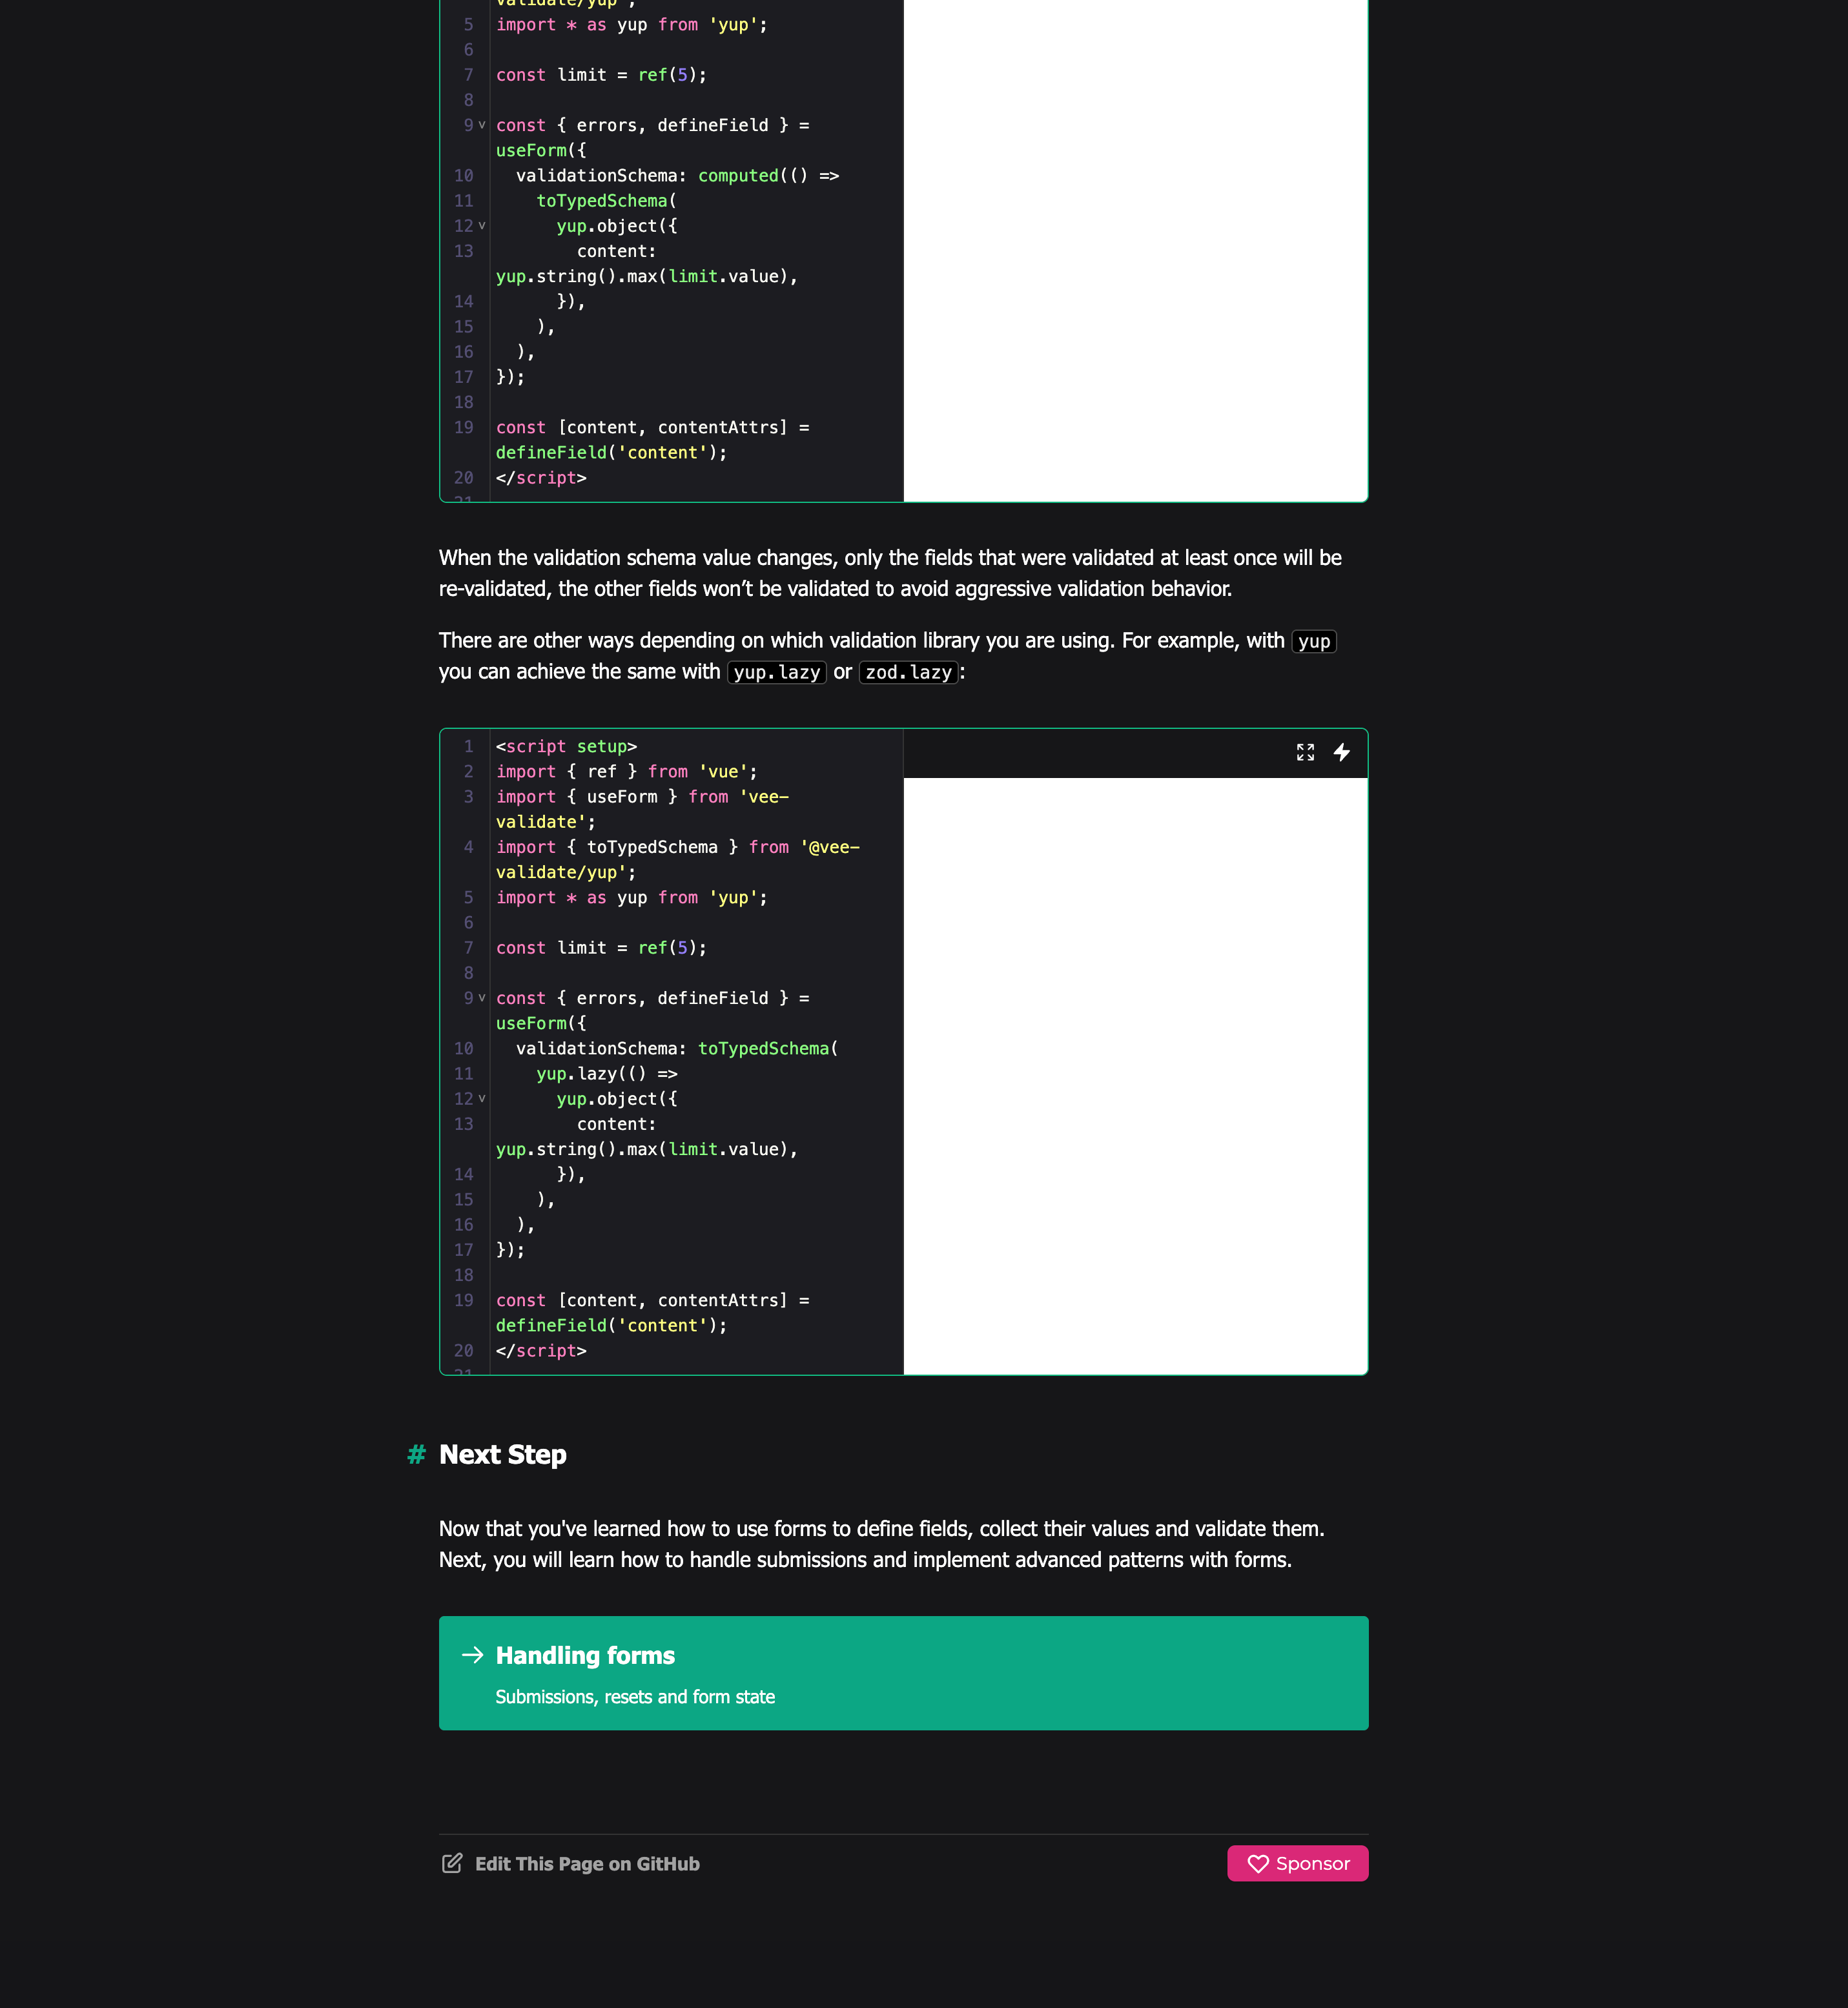 validate/yup';
5 import * as yup from 'yup';
6
7 const limit = ref(5);
8
9 const { errors, defineField } =
useForm({
10 validationSchema: computed(() =>
11 toTypedSchema(
12 yup.object({
13 content:
yup.string().max(limit.value),
14 }),
15 ),
16 ),
17 });
18
19 const [content, contentAttrs] =
defineField('content');
20 </script>
21
When the validation schema value changes, only the fields that were validated at least once will be
re-validated, the other fields won’t be validated to avoid aggressive validation behavior.
There are other ways depending on which validation library you are using. For example, with yup
you can achieve the same with yup.lazy or zod.lazy:
1 <script setup>
2 import { ref } from 'vue';
3 import { useForm } from 'vee-
validate';
4 import { toTypedSchema } from '@vee-
validate/yup';
5 import * as yup from 'yup';
6
7 const limit = ref(5);
8
9 const { errors, defineField } =
useForm({
10 validationSchema: toTypedSchema(
11 yup.lazy(() =>
12 yup.object({
13 content:
yup.string().max(limit.value),
14 }),
15 ),
16 ),
17 });
18
19 const [content, contentAttrs] =
defineField('content');
20 </script>
21
# Next Step
Now that you've learned how to use forms to define fields, collect their values and validate them.
Next, you will learn how to handle submissions and implement advanced patterns with forms.
→ Handling forms
Submissions, resets and form state
Edit This Page on GitHub
Sponsor